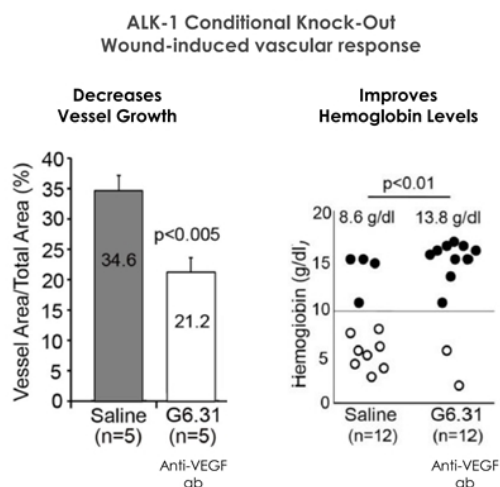 ALK-1 Conditional Knock-Out
Wound-induced vascular response
Decreases
Vessel Growth
Vessel Area/Total Area (%)
40
35
30
25
20
15
10
5
0
34.6
p<0.005
21.2
Saline
(n=5)
G6.31
(n=5)
Anti-VEGF
ab
Improves
Hemoglobin Levels
p<0.01
8.6 g/dl
13.8 g/dl
Hemoglobin (g/dl)
20
15
10
5
0
Saline
(n=12)
G6.31
(n=12)
Anti-VEGF
ab